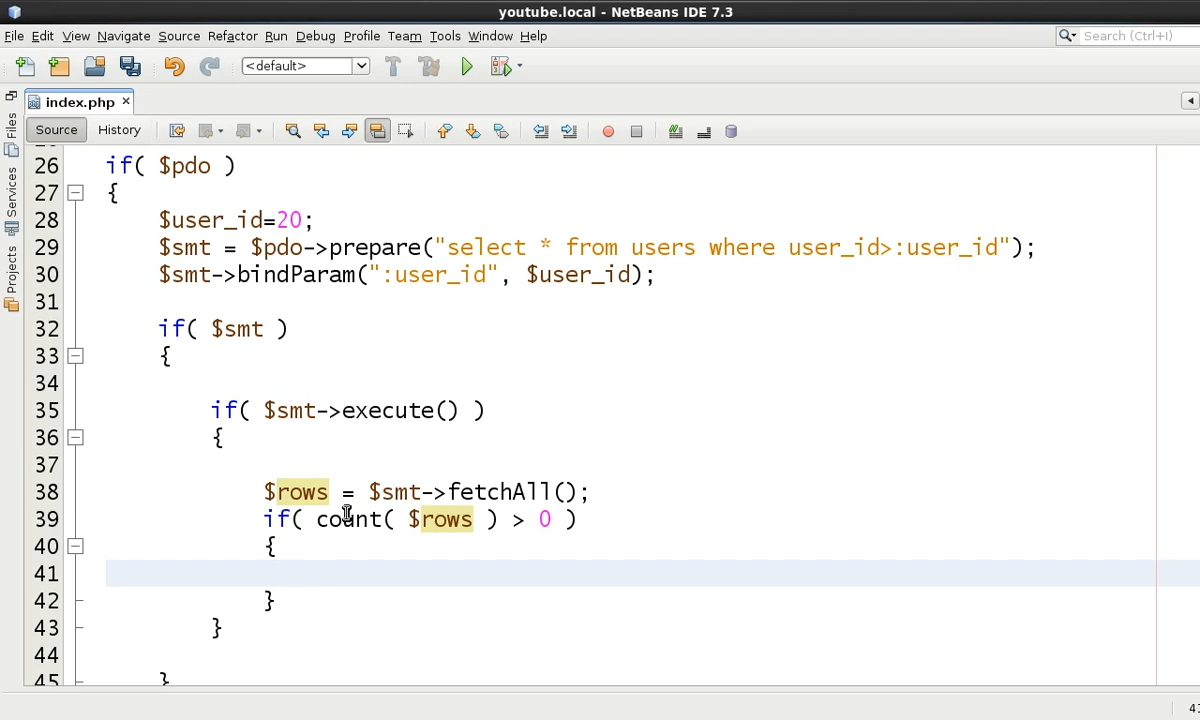 youtube.local - NetBeans IDE 7.3
File Edit View Navigate Source Refactor Run Debug Profile Team Tools Window Help
Search (Ctrl+I)
<default>
index.php
Source History
Files
Services
Projects
26 if( $pdo )
27 {
28 $user_id=20;
29 $smt = $pdo->prepare("select * from users where user_id>:user_id");
30 $smt->bindParam(":user_id", $user_id);
31
32 if( $smt )
33 {
34
35 if( $smt->execute() )
36 {
37
38 $rows = $smt->fetchAll();
39 if( count( $rows ) > 0 )
40 {
41
42 }
43 }
44
45 }